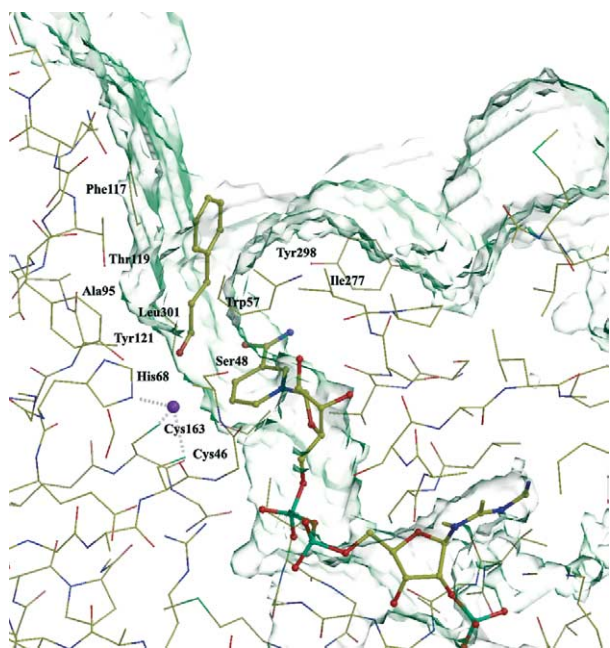 Phe117
Thr119
Tyr298
Ala95
Ile277
Leu301
Trp57
Tyr121
Ser48
His68
Cys163
Cys46